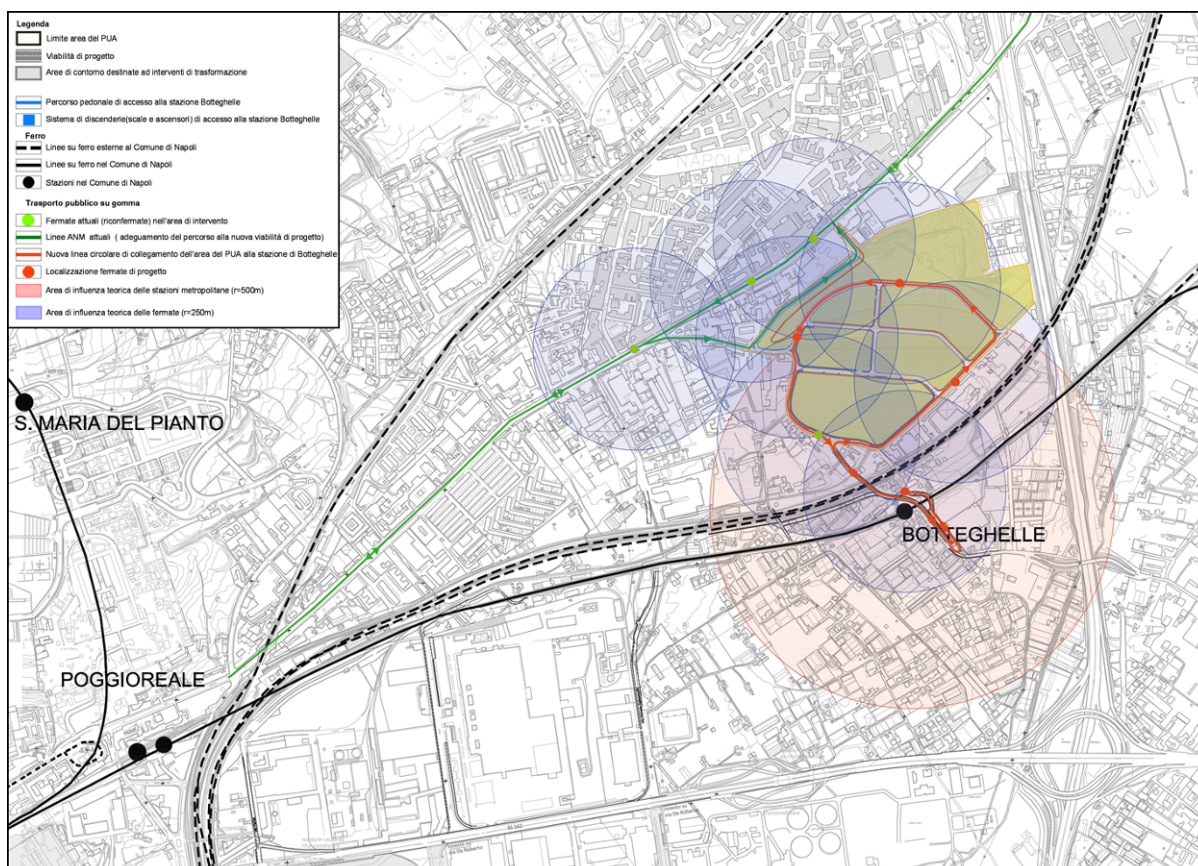 Legenda
Limite area del PUA
Viabilità di progetto
Aree di contorno destinate ad interventi di trasformazione
Percorso pedonale di accesso alla stazione Botteghelle
Sistema di discenderie(scale e ascensori) di accesso alla stazione Botteghelle
Ferro
Linee su ferro esterne al Comune di Napoli
Linee su ferro nel Comune di Napoli
Stazioni nel Comune di Napoli
Trasporto pubblico su gomma
Fermate attuali (riconfermate) nell'area di intervento
Linee ANM attuali ( adeguamento del percorso alla nuova viabilità di progetto)
Nuova linea circolare di collegamento dell'area del PUA alla stazione di Botteghelle
Localizzazione fermate di progetto
Area di influenza teorica delle stazioni metropolitane (r=500m)
Area di influenza teorica delle fermate (r=250m)
NAPOLI
S. MARIA DEL PIANTO
BOTTEGHELLE
POGGIOREALE